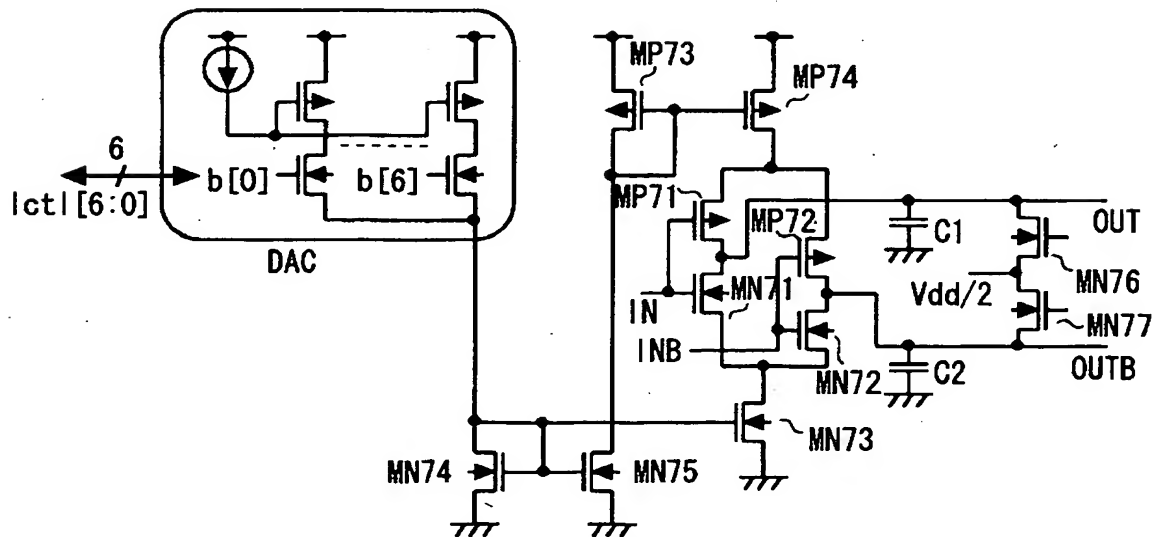 MP73
MP74
6
b[0]
b[6]
Ictl[6:0]
DAC
MP71
MP72
C1
OUT
MN76
Vdd/2
MN77
IN
MN71
INB
MN72
C2
OUTB
MN73
MN74
MN75